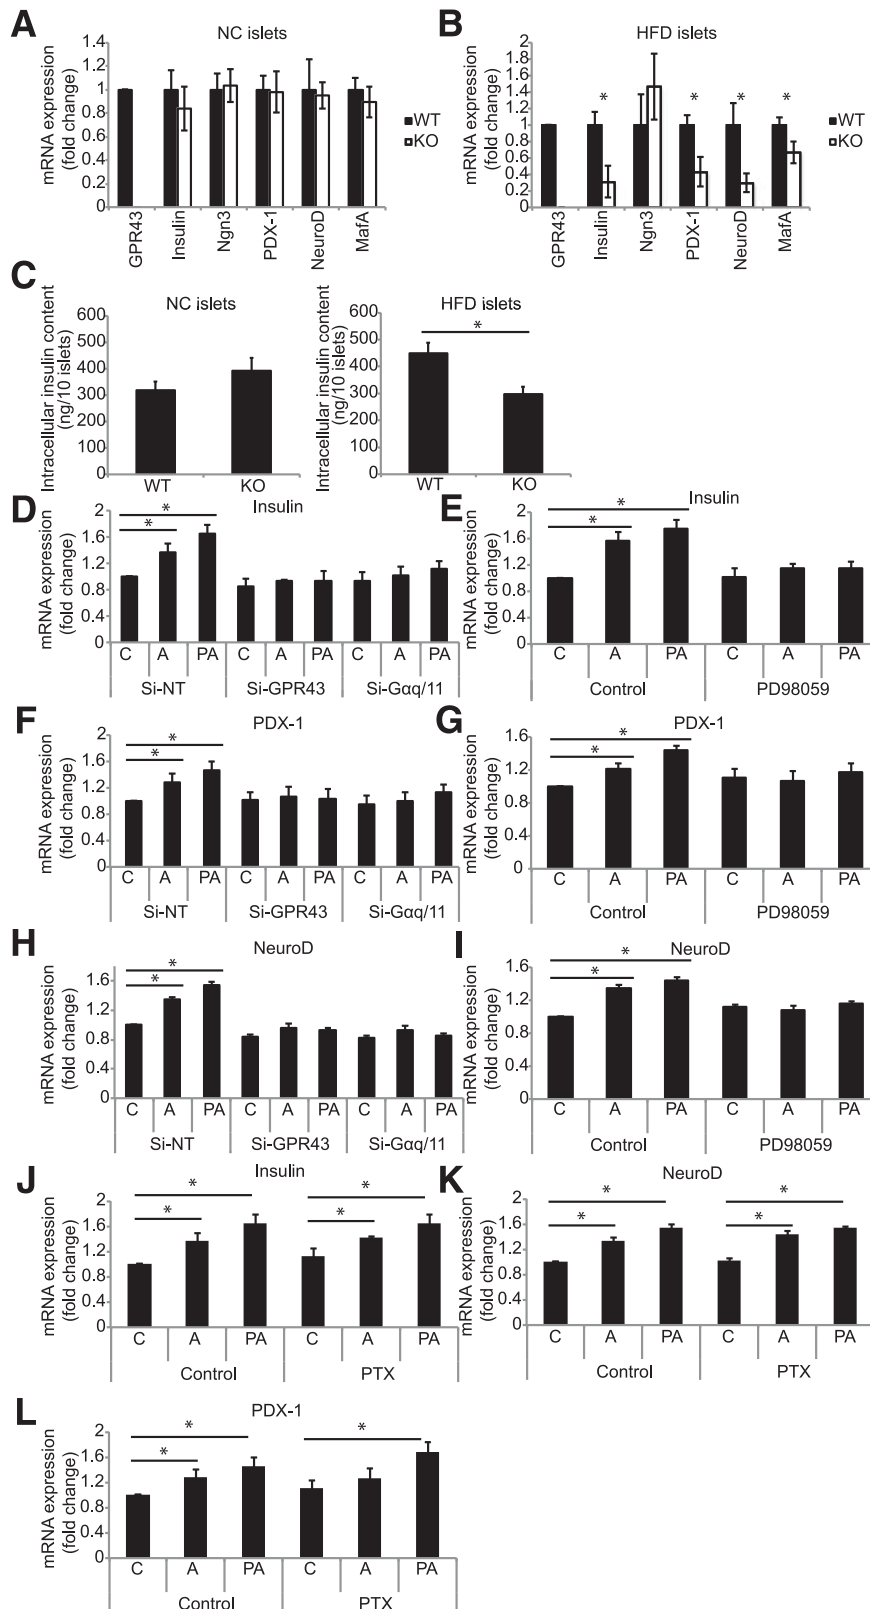 A
NC islets
mRNA expression
(fold change)
1.4
1.2
1
0.8
0.6
0.4
0.2
0
GPR43
Insulin
Ngn3
PDX-1
NeuroD
MafA
WT
KO
B
HFD islets
mRNA expression
(fold change)
2
1.8
1.6
1.4
1.2
1
0.8
0.6
0.4
0.2
0
* * * *
GPR43
Insulin
Ngn3
PDX-1
NeuroD
MafA
WT
KO
C
NC islets
Intracellular insulin content
(ng/10 islets)
600
500
400
300
200
100
0
WT KO
HFD islets
Intracellular insulin content
(ng/10 islets)
600
500
400
300
200
100
0
*
WT KO
D
Insulin
mRNA expression
(fold change)
2
1.6
1.2
0.8
0.4
0
*
*
C A PA C A PA C A PA
Si-NT Si-GPR43 Si-Gαq/11
E
Insulin
mRNA expression
(fold change)
2
1.6
1.2
0.8
0.4
0
*
*
C A PA C A PA
Control PD98059
F
PDX-1
mRNA expression
(fold change)
2
1.6
1.2
0.8
0.4
0
*
*
C A PA C A PA C A PA
Si-NT Si-GPR43 Si-Gαq/11
G
PDX-1
mRNA expression
(fold change)
1.6
1.2
0.8
0.4
0
*
*
C A PA C A PA
Control PD98059
H
NeuroD
mRNA expression
(fold change)
1.6
1.2
0.8
0.4
0
*
*
C A PA C A PA C A PA
Si-NT Si-GPR43 Si-Gαq/11
I
NeuroD
mRNA expression
(fold change)
1.6
1.2
0.8
0.4
0
*
*
C A PA C A PA
Control PD98059
J
Insulin
mRNA expression
(fold change)
2
1.6
1.2
0.8
0.4
0
* *
* *
C A PA C A PA
Control PTX
K
NeuroD
mRNA expression
(fold change)
2
1.6
1.2
0.8
0.4
0
* *
* *
C A PA C A PA
Control PTX
L
PDX-1
mRNA expression
(fold change)
2
1.6
1.2
0.8
0.4
0
* *
*
C A PA C A PA
Control PTX